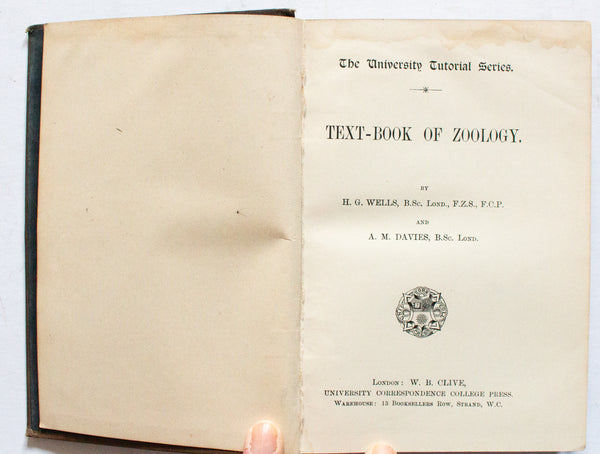 The University Tutorial Series.
TEXT-BOOK OF ZOOLOGY.
BY
H. G. WELLS, B.Sc. Lond., F.Z.S., F.C.P.
AND
A. M. DAVIES, B.Sc. Lond.
London: W. B. CLIVE,
UNIVERSITY CORRESPONDENCE COLLEGE PRESS.
Warehouse: 13 Booksellers Row, Strand, W.C.